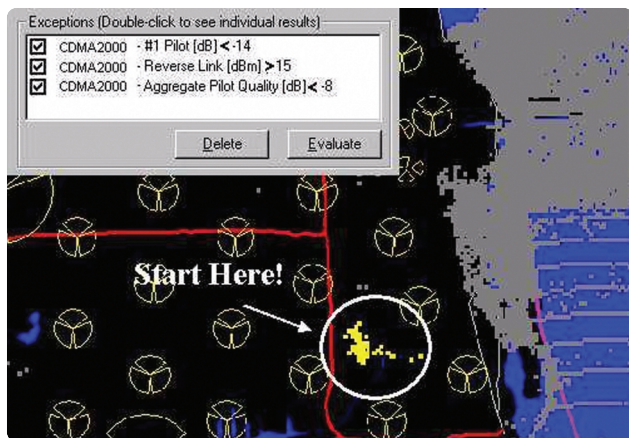 Exceptions (Double-click to see individual results)
CDMA2000 - #1 Pilot [dB] < -14
CDMA2000 - Reverse Link [dBm] > 15
CDMA2000 - Aggregate Pilot Quality [dB] < -8
Delete Evaluate
Start Here!